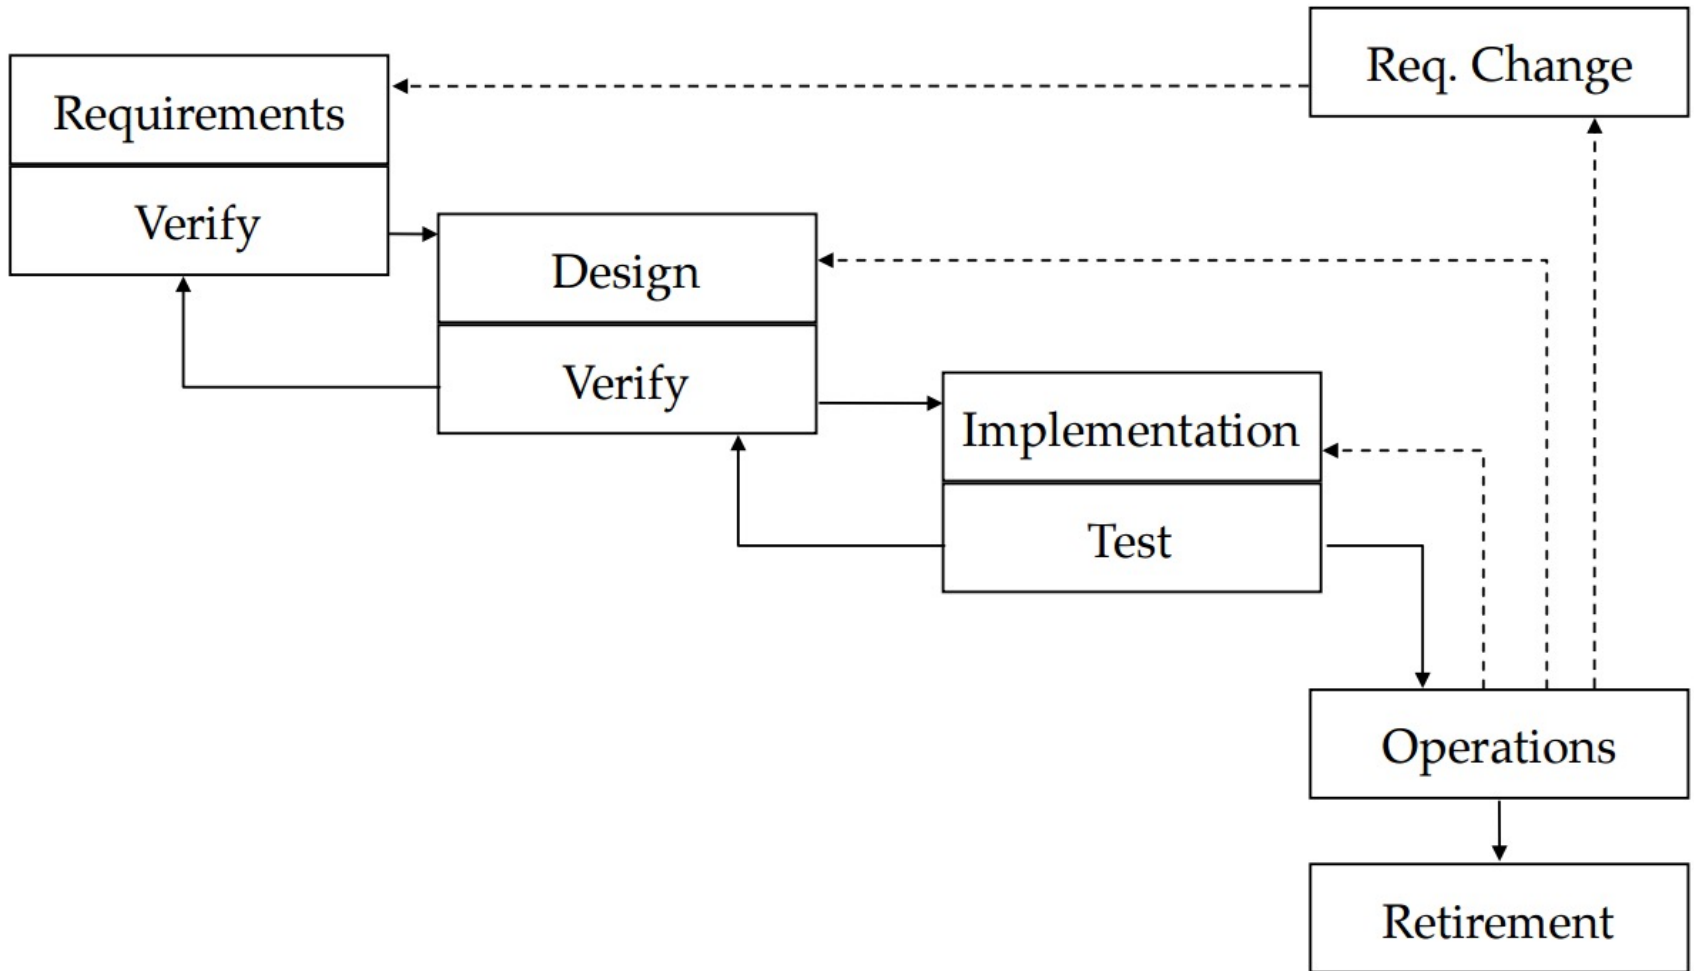 Req. Change
Requirements
Verify
Design
Verify
Implementation
Test
Operations
Retirement